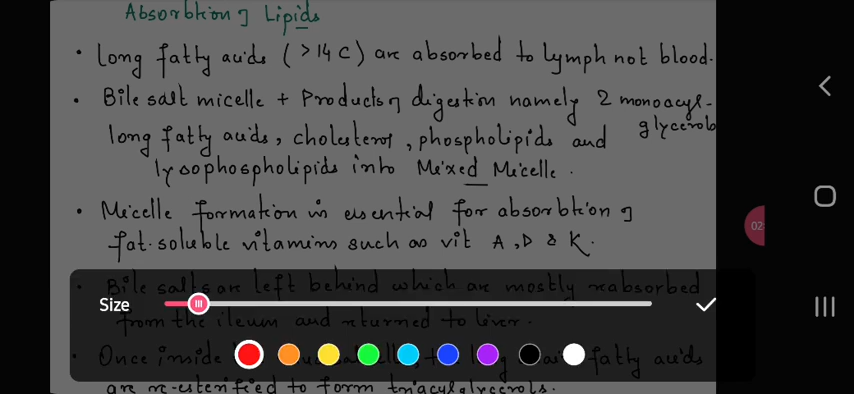 Absorbtion of Lipids
• Long fatty acids (>14 C) are absorbed to lymph not blood.
• Bile salt micelle + Products of digestion namely 2 monoacyl-
glycerols
long fatty acids, cholesterol, phospholipids and
lysophospholipids into Mixed Micelle.
• Micelle formation is essential for absorbtion of
fat-soluble vitamins such as vit A, D & K.
• Bile salts are left behind which are mostly reabsorbed
Size
from the ileum and returned to liver.
• Once inside long fatty acids
are re-esterified to form triacylglycerols.
02